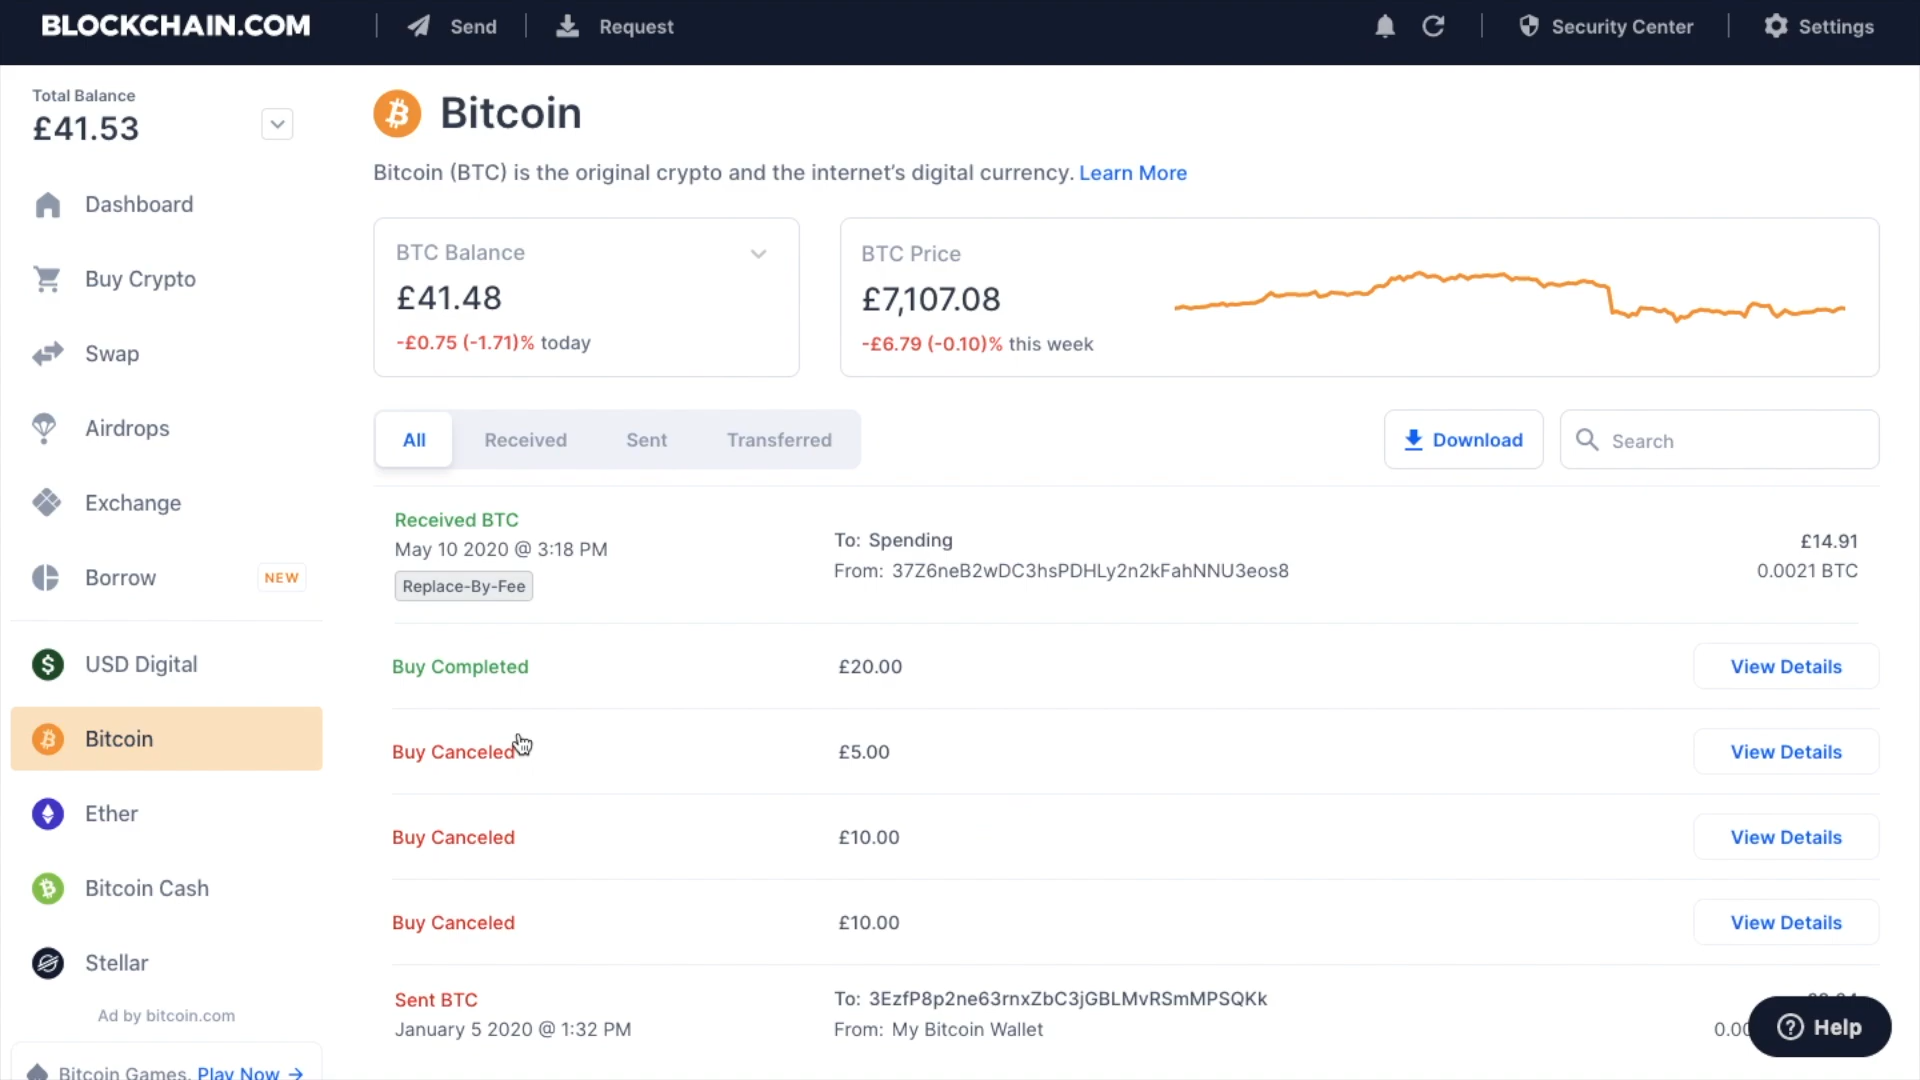 BLOCKCHAIN.COM
Send
Request
Security Center
Settings
Total Balance
£41.53
Dashboard
Buy Crypto
Swap
Airdrops
Exchange
Borrow
NEW
USD Digital
Bitcoin
Ether
Bitcoin Cash
Stellar
Ad by bitcoin.com
Bitcoin Games. Play Now →
Bitcoin
Bitcoin (BTC) is the original crypto and the internet’s digital currency. Learn More
BTC Balance
£41.48
-£0.75 (-1.71)% today
BTC Price
£7,107.08
-£6.79 (-0.10)% this week
All
Received
Sent
Transferred
Download
Search
Received BTC
May 10 2020 @ 3:18 PM
Replace-By-Fee
To: Spending
From: 37Z6neB2wDC3hsPDHLy2n2kFahNNU3eos8
£14.91
0.0021 BTC
Buy Completed
£20.00
View Details
Buy Canceled
£5.00
View Details
Buy Canceled
£10.00
View Details
Buy Canceled
£10.00
View Details
Sent BTC
January 5 2020 @ 1:32 PM
To: 3EzfP8p2ne63rnxZbC3jGBLMvRSmMPSQKk
From: My Bitcoin Wallet
Help